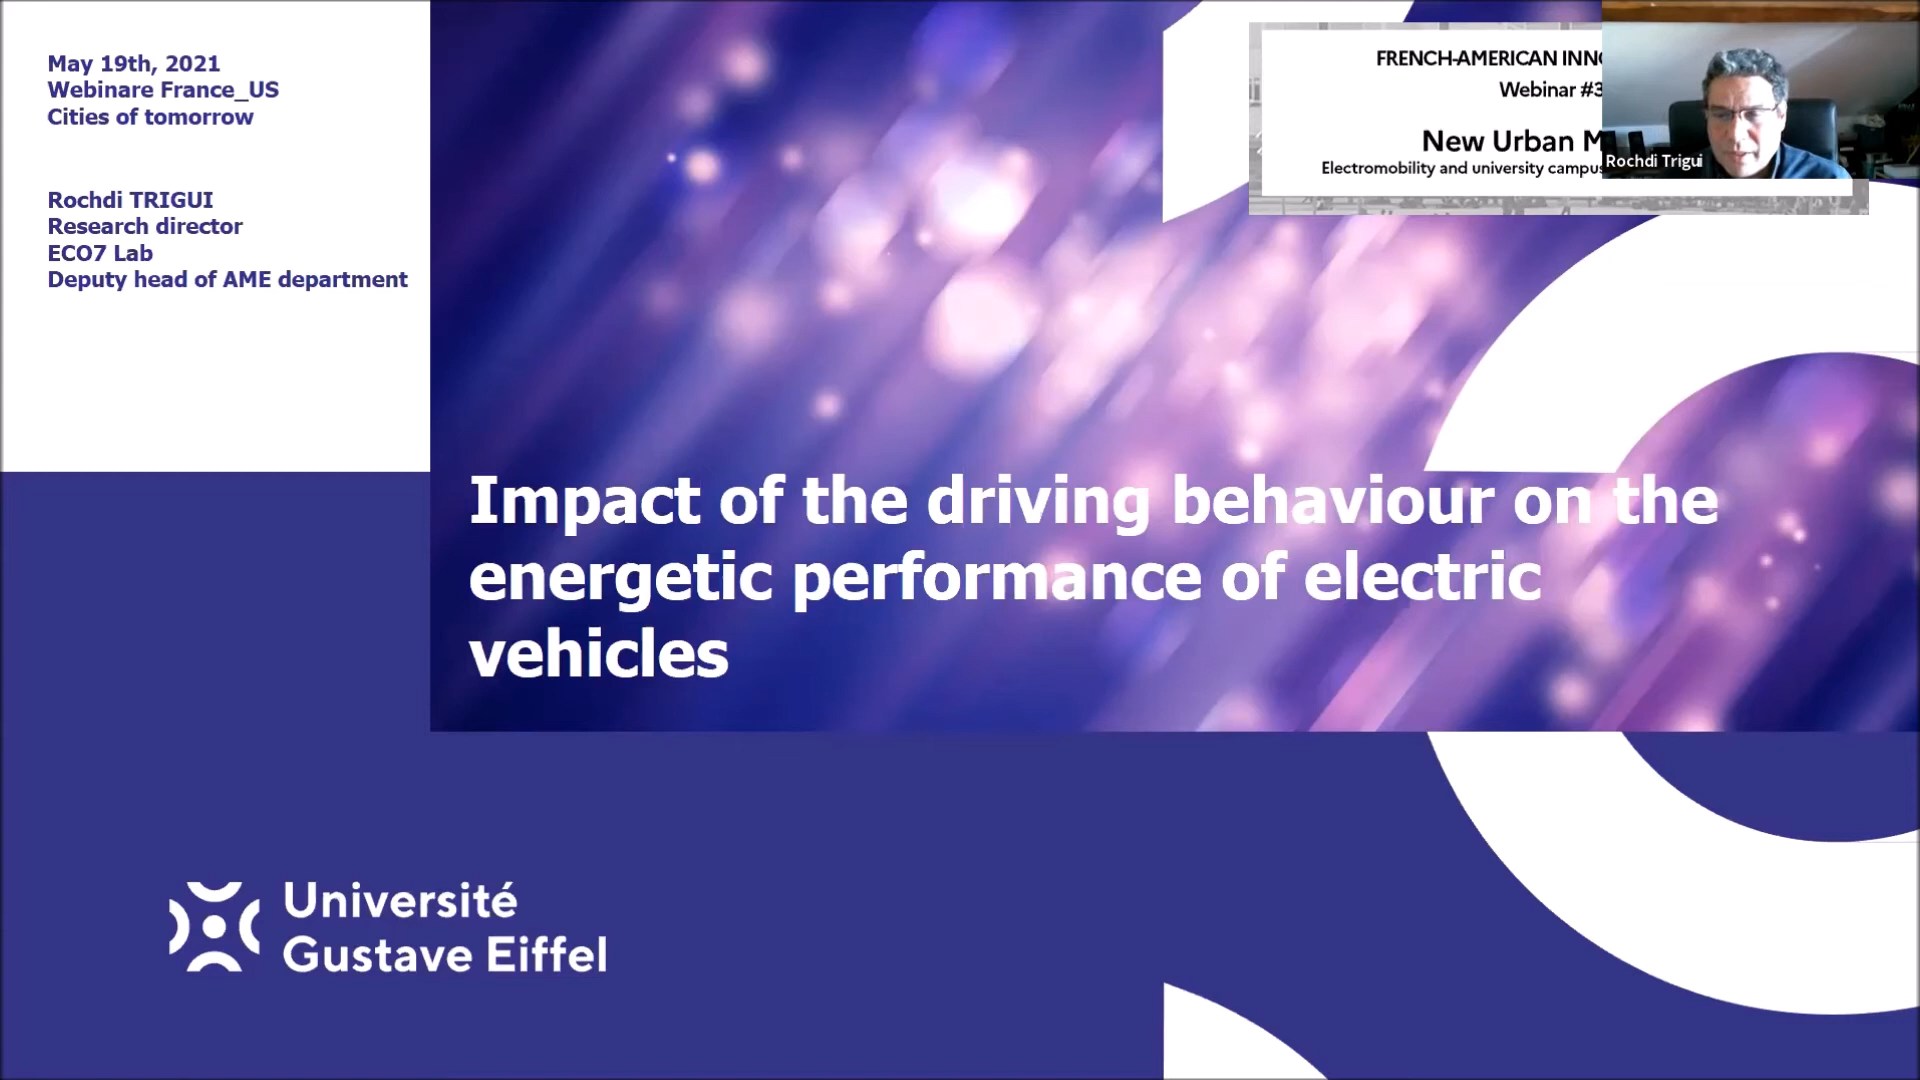 May 19th, 2021
Webinare France_US
Cities of tomorrow
Rochdi TRIGUI
Research director
ECO7 Lab
Deputy head of AME department
FRENCH-AMERICAN
Webinar #3
New Urban
Electromobility and university
Rochdi Trigui
Impact of the driving behaviour on the
energetic performance of electric
vehicles
Université
Gustave Eiffel